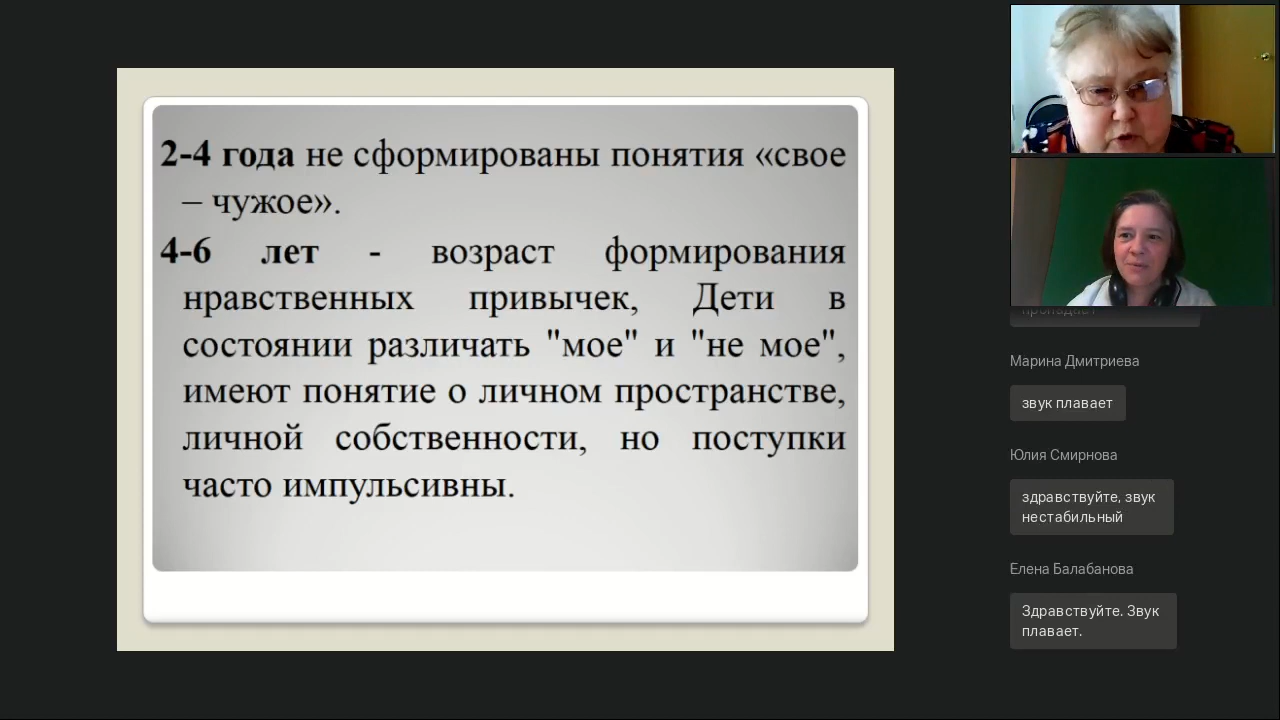 2-4 года не сформированы понятия «свое
– чужое».
4-6 лет - возраст формирования
нравственных привычек, Дети в
состоянии различать "мое" и "не мое",
имеют понятие о личном пространстве,
личной собственности, но поступки
часто импульсивны.
пропадает
Марина Дмитриева
звук плавает
Юлия Смирнова
здравствуйте, звук
нестабильный
Елена Балабанова
Здравствуйте. Звук
плавает.